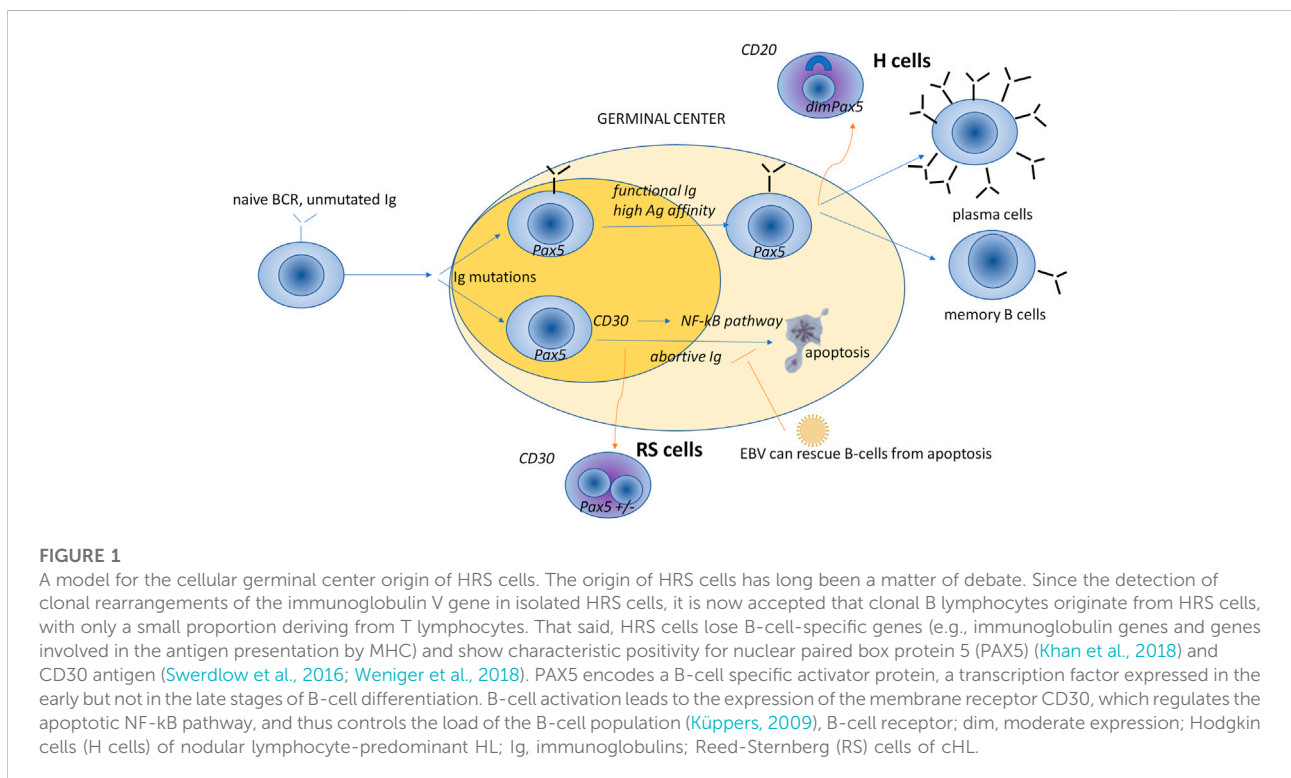 CD20
H cells
dimPax5
GERMINAL CENTER
naive BCR, unmutated Ig
functional Ig
high Ag affinity
Pax5
Pax5
plasma cells
Ig mutations
CD30
NF-kB pathway
Pax5
abortive Ig
apoptosis
memory B cells
CD30
RS cells
EBV can rescue B-cells from apoptosis
Pax5 +/-
FIGURE 1
A model for the cellular germinal center origin of HRS cells. The origin of HRS cells has long been a matter of debate. Since the detection of
clonal rearrangements of the immunoglobulin V gene in isolated HRS cells, it is now accepted that clonal B lymphocytes originate from HRS cells,
with only a small proportion deriving from T lymphocytes. That said, HRS cells lose B-cell-specific genes (e.g., immunoglobulin genes and genes
involved in the antigen presentation by MHC) and show characteristic positivity for nuclear paired box protein 5 (PAX5) (Khan et al., 2018) and
CD30 antigen (Swerdlow et al., 2016; Weniger et al., 2018). PAX5 encodes a B-cell specific activator protein, a transcription factor expressed in the
early but not in the late stages of B-cell differentiation. B-cell activation leads to the expression of the membrane receptor CD30, which regulates the
apoptotic NF-kB pathway, and thus controls the load of the B-cell population (Küppers, 2009), B-cell receptor; dim, moderate expression; Hodgkin
cells (H cells) of nodular lymphocyte-predominant HL; Ig, immunoglobulins; Reed-Sternberg (RS) cells of cHL.